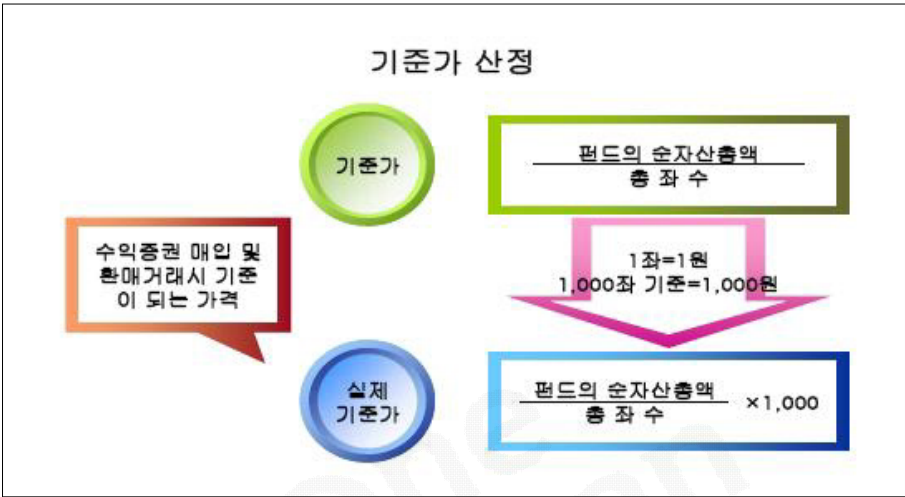 기준가 산정
기준가
펀드의 순자산총액
총 좌 수
수익증권 매입 및
환매거래시 기준
이 되는 가격
1좌=1원
1,000좌 기준=1,000원
실제
기준가
펀드의 순자산총액
총 좌 수
×1,000